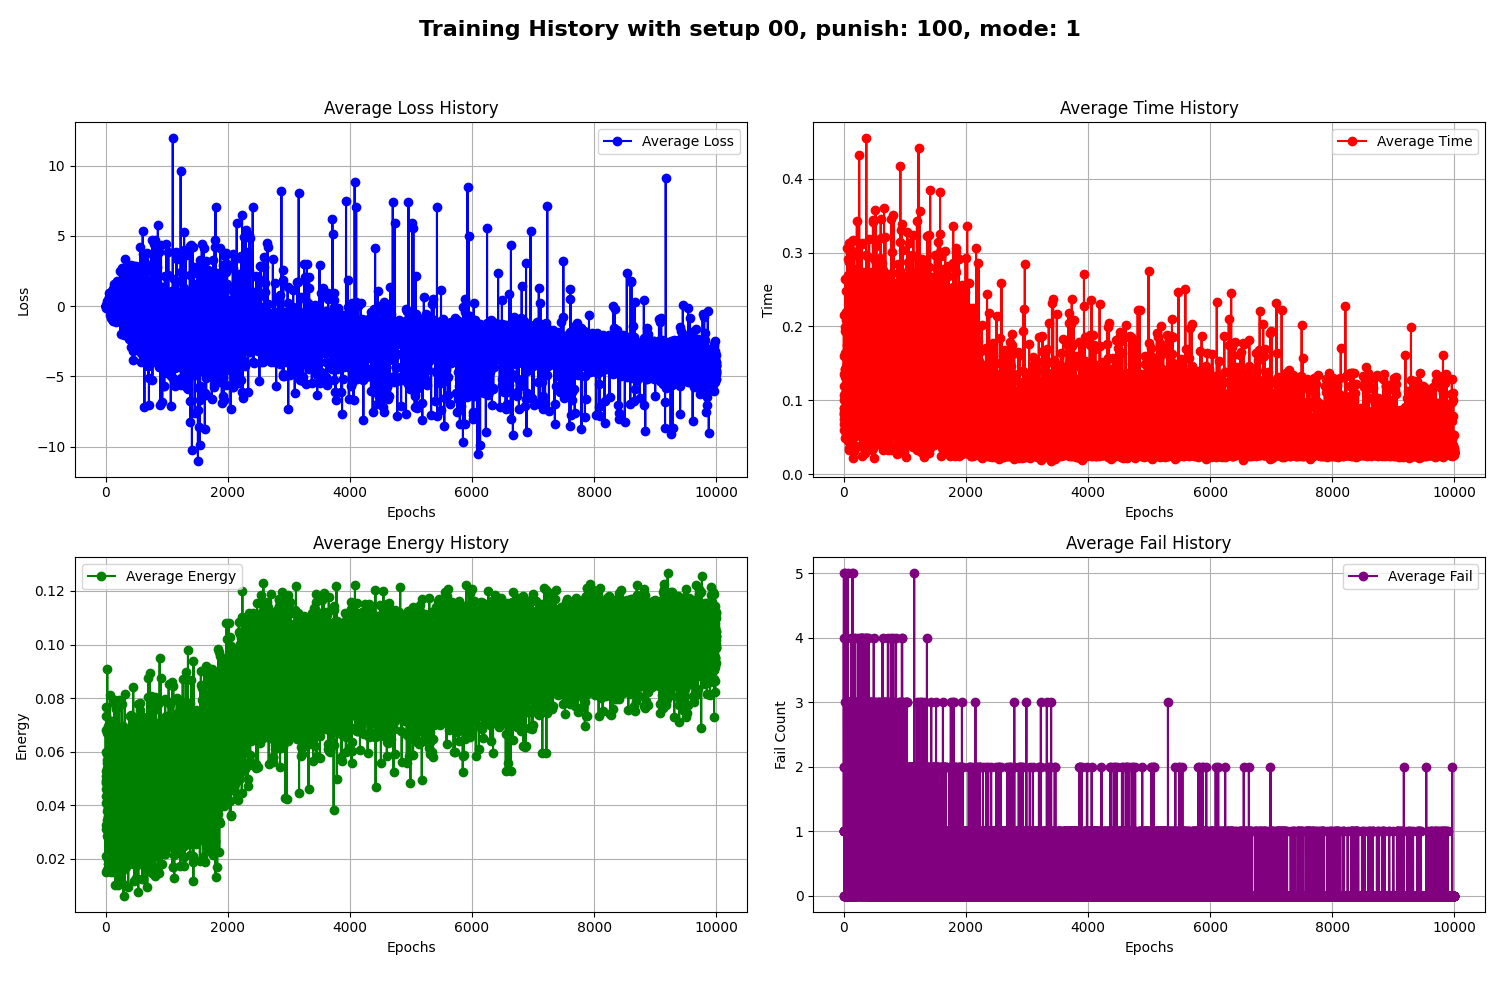 Training History with setup 00, punish: 100, mode: 1
Average Loss History
Average Loss
Loss
10
5
0
−5
−10
0 2000 4000 6000 8000 10000
Epochs
Average Time History
Average Time
Time
0.4
0.3
0.2
0.1
0.0
0 2000 4000 6000 8000 10000
Epochs
Average Energy History
Average Energy
Energy
0.12
0.10
0.08
0.06
0.04
0.02
0 2000 4000 6000 8000 10000
Epochs
Average Fail History
Average Fail
Fail Count
5
4
3
2
1
0
0 2000 4000 6000 8000 10000
Epochs